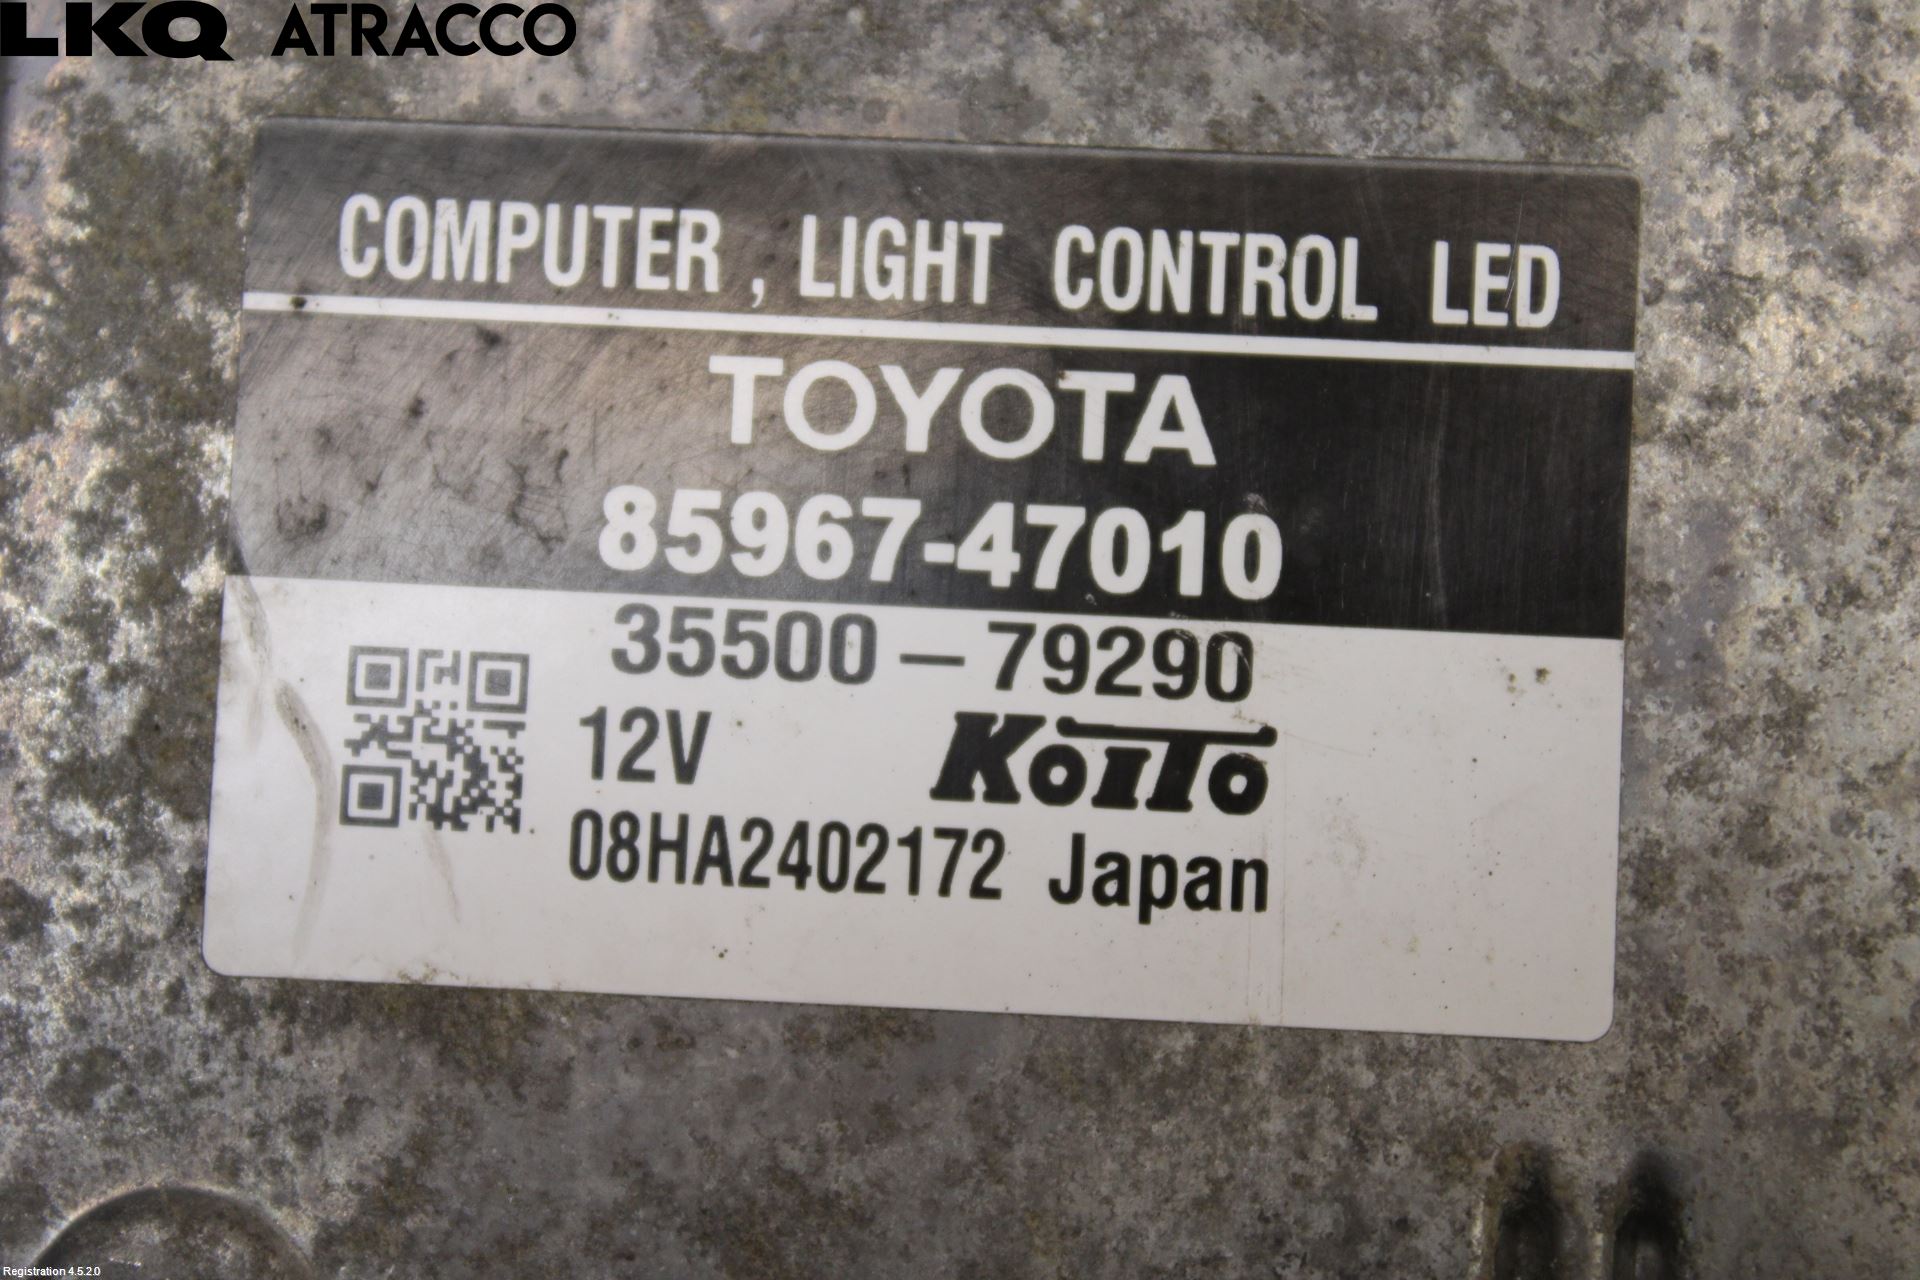 LKQ ATRACCO
COMPUTER , LIGHT CONTROL LED
TOYOTA
85967-47010
35500-79290
12V KOITO
08HA2402172 Japan
Registration 4.5.2.0